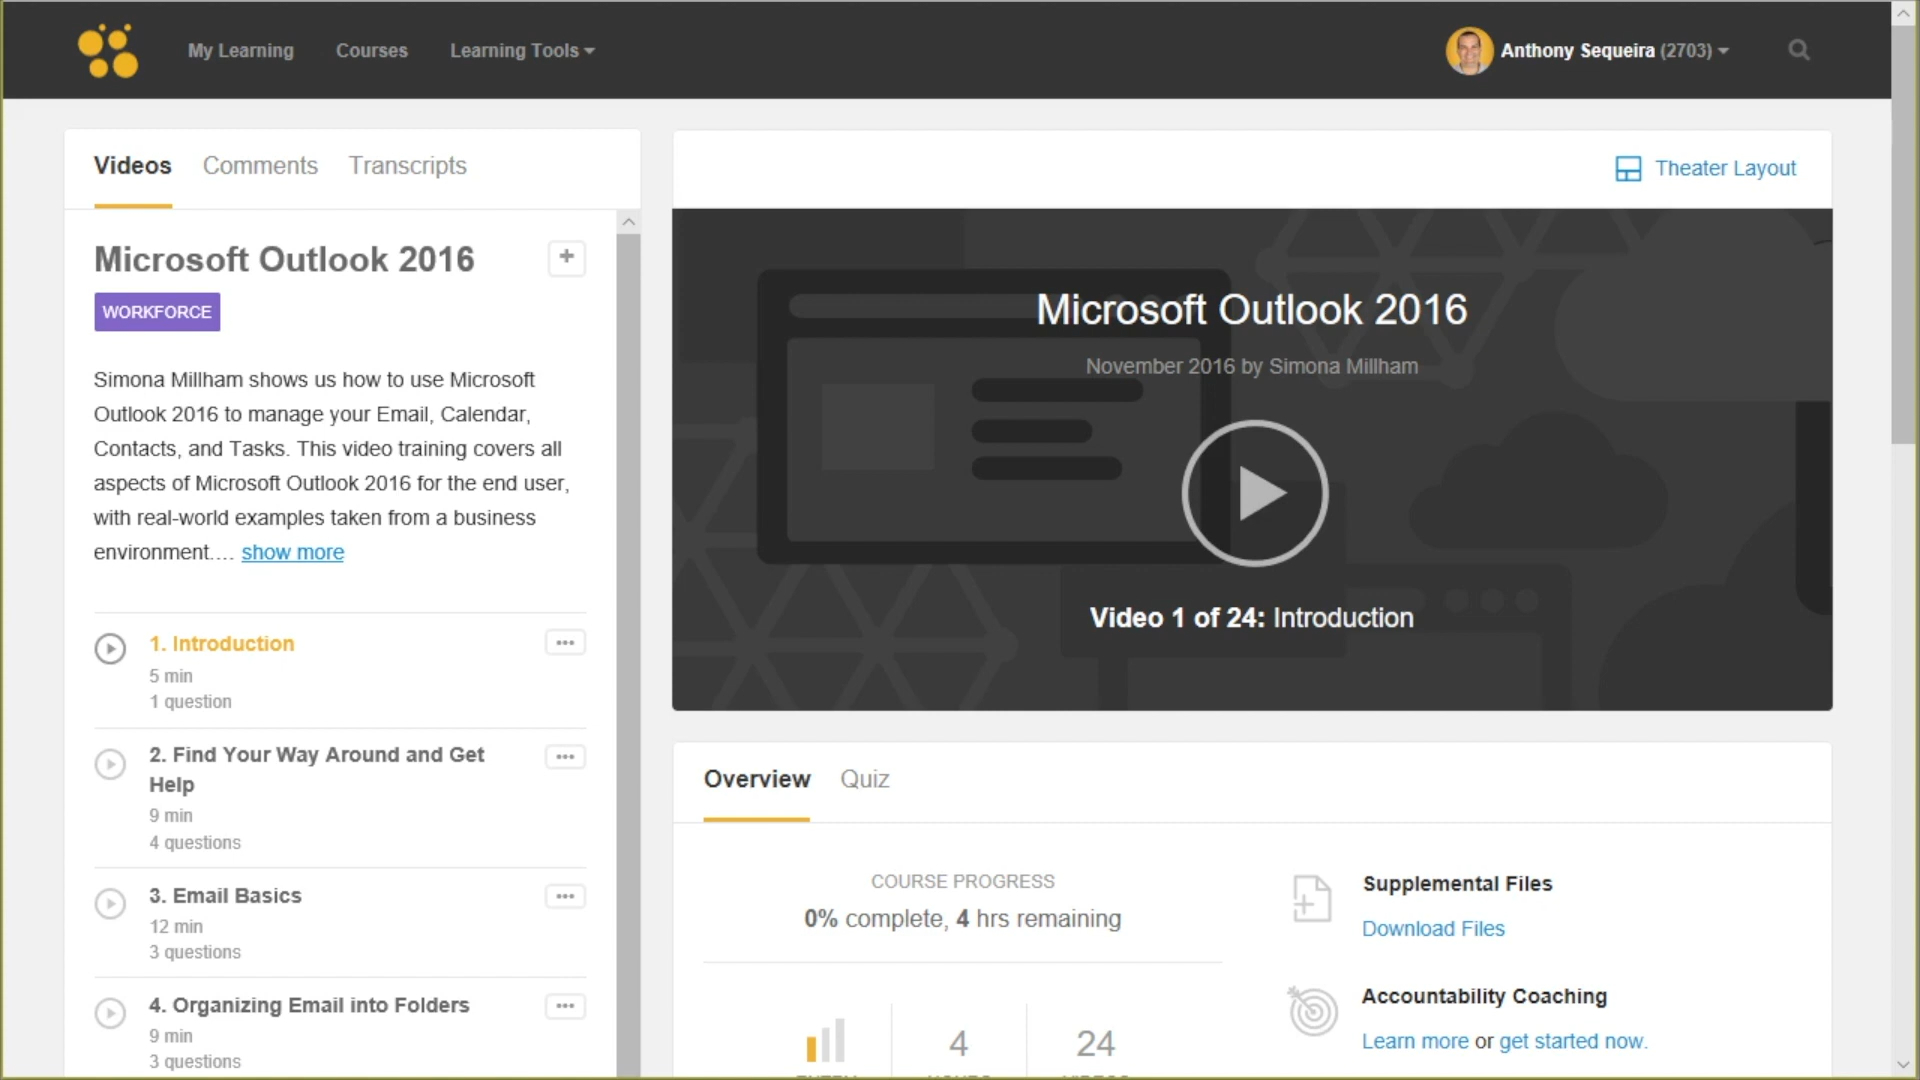 My Learning
Courses
Learning Tools
Anthony Sequeira (2703)
Videos
Comments
Transcripts
Microsoft Outlook 2016
WORKFORCE
Simona Millham shows us how to use Microsoft
Outlook 2016 to manage your Email, Calendar,
Contacts, and Tasks. This video training covers all
aspects of Microsoft Outlook 2016 for the end user,
with real-world examples taken from a business
environment.... show more
1. Introduction
5 min
1 question
2. Find Your Way Around and Get
Help
9 min
4 questions
3. Email Basics
12 min
3 questions
4. Organizing Email into Folders
9 min
3 questions
Theater Layout
Microsoft Outlook 2016
November 2016 by Simona Millham
Video 1 of 24: Introduction
Overview
Quiz
COURSE PROGRESS
0% complete, 4 hrs remaining
4
24
Supplemental Files
Download Files
Accountability Coaching
Learn more or get started now.